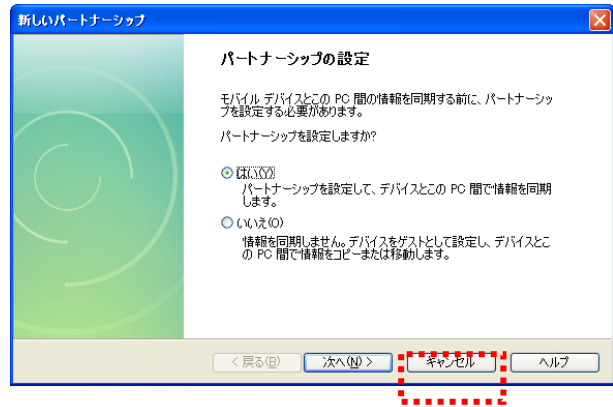 新しいパートナーシップ
パートナーシップの設定
モバイル デバイスとこの PC 間の情報を同期する前に、パートナーシッ
プを設定する必要があります。
パートナーシップを設定しますか?
はい(Y)
パートナーシップを設定して、デバイスとこの PC 間で情報を同期
します。
いいえ(O)
情報を同期しません。デバイスをゲストとして設定し、デバイスとこ
の PC 間で情報をコピーまたは移動します。
< 戻る(B) 次へ(N) > キャンセル ヘルプ